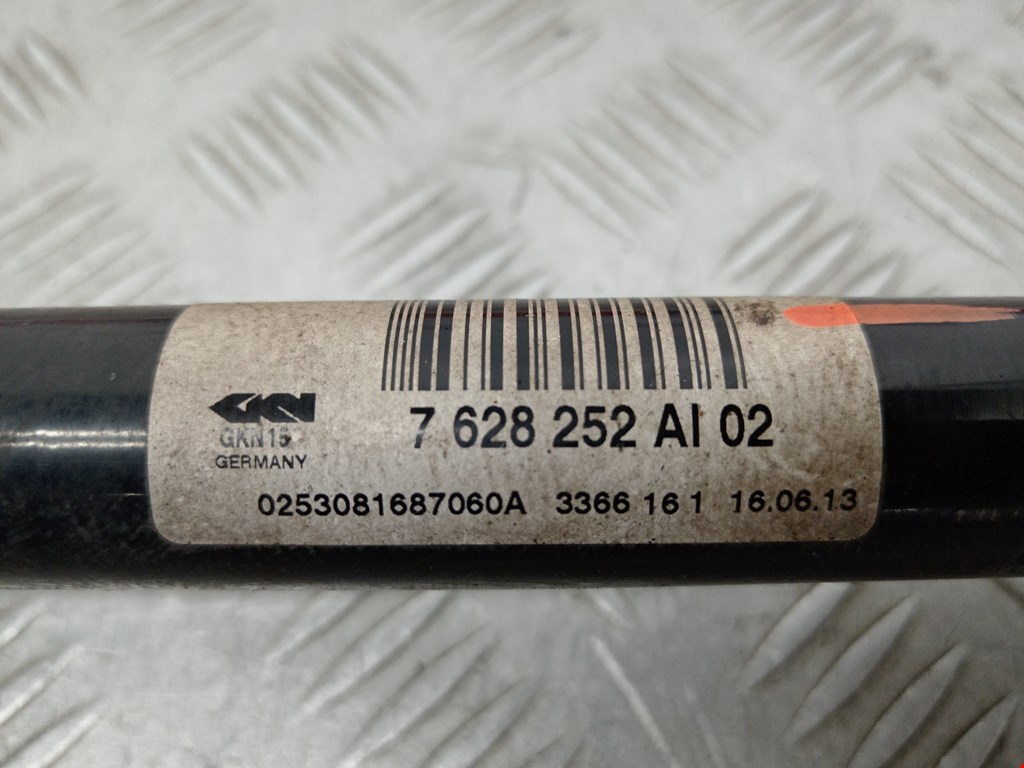 7 628 252 AI 02
GKN
GKN15
GERMANY
0253081687060A 3366 16 1 16.06.13